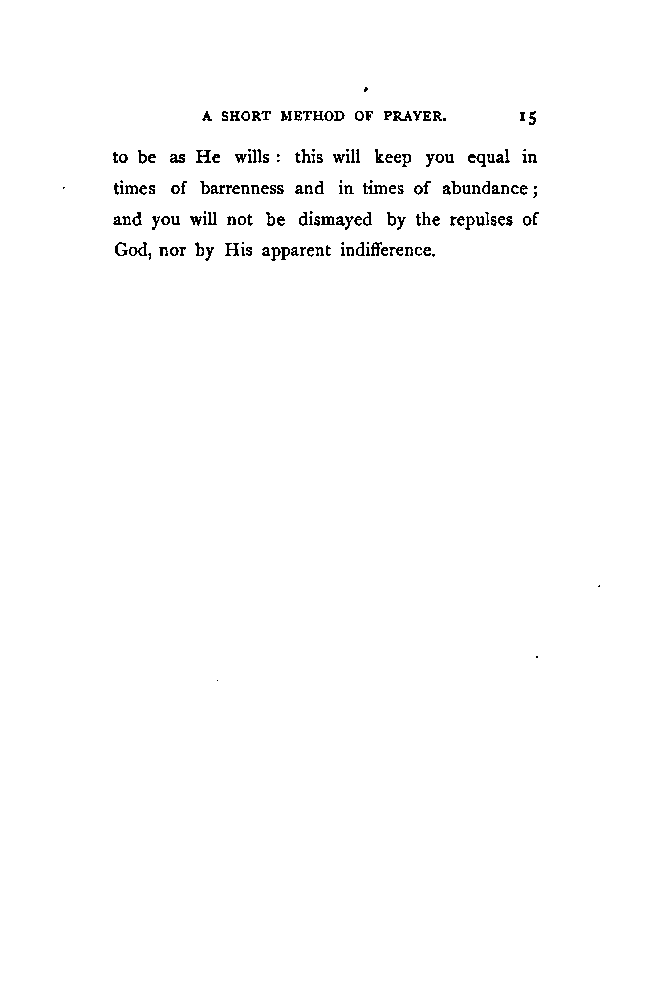 A SHORT METHOD OF PRAYER. 15
to be as He wills : this will keep you equal in
times of barrenness and in times of abundance ;
and you will not be dismayed by the repulses of
God, nor by His apparent indifference.